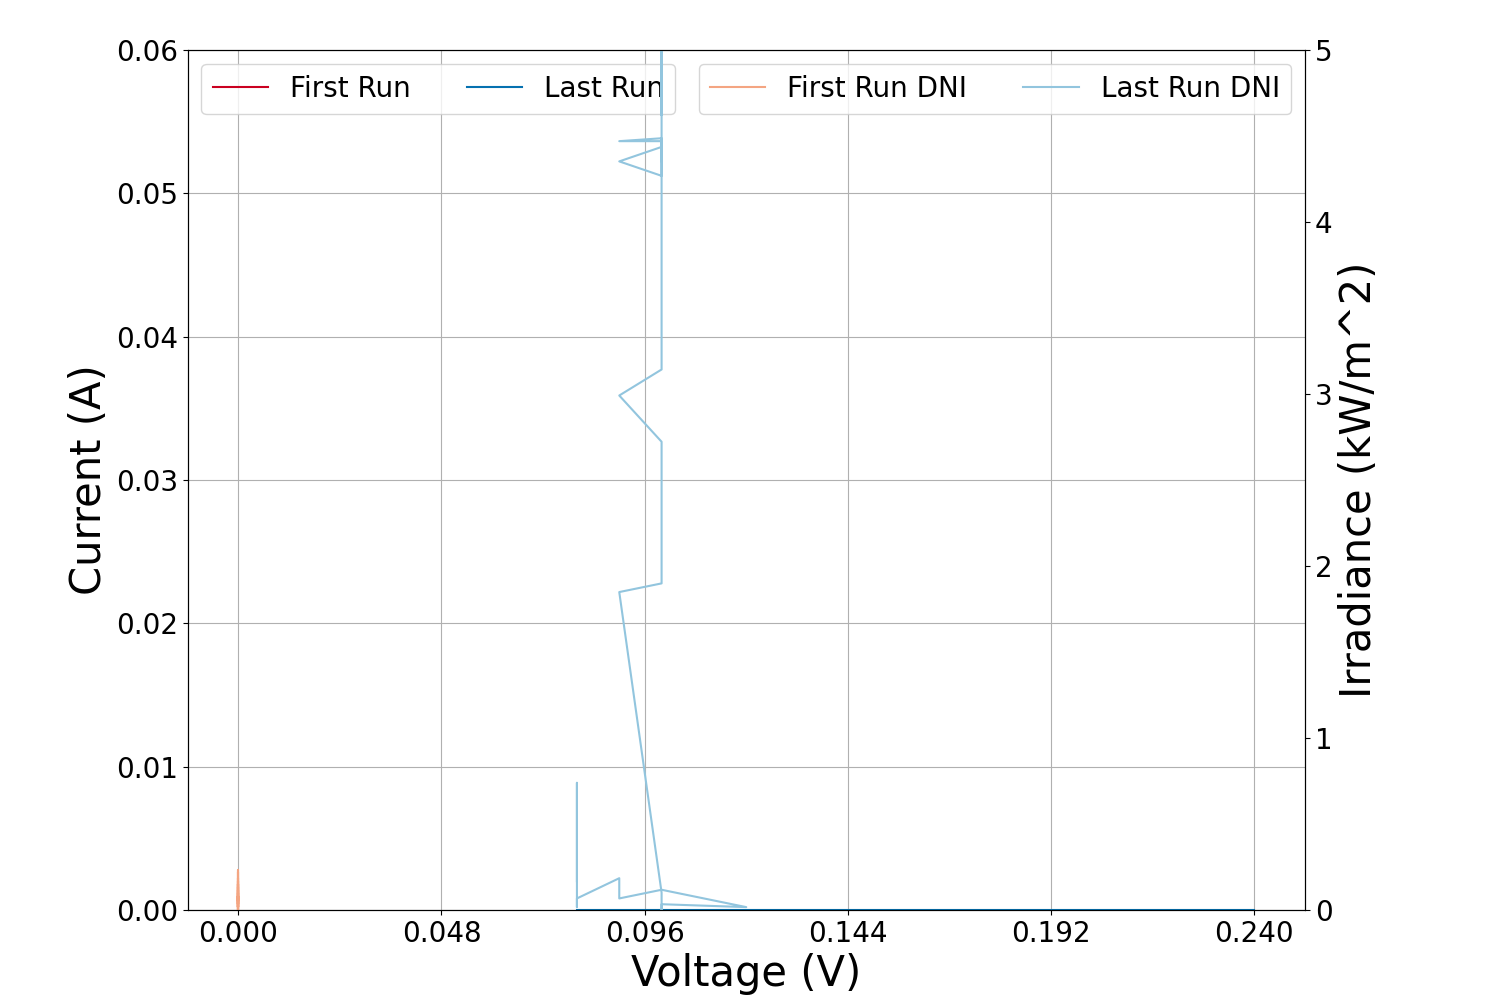 First Run
Last Run
First Run DNI
Last Run DNI
0.06
0.05
0.04
0.03
0.02
0.01
0.00
Current (A)
5
4
3
2
1
0
Irradiance (kW/m^2)
0.000
0.048
0.096
0.144
0.192
0.240
Voltage (V)